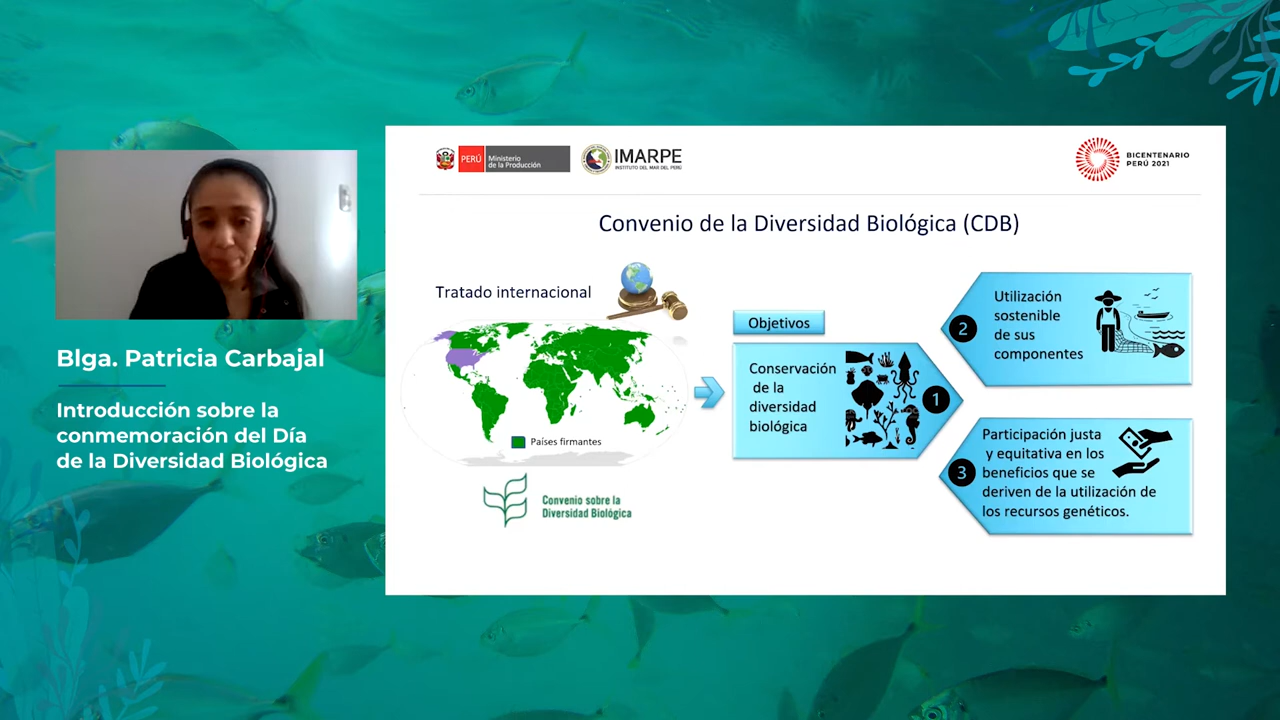 Blga. Patricia Carbajal
Introducción sobre la
conmemoración del Día
de la Diversidad Biológica
PERÚ
Ministerio
de la Producción
IMARPE
INSTITUTO DEL MAR DEL PERÚ
BICENTENARIO
PERÚ 2021
Convenio de la Diversidad Biológica (CDB)
Tratado internacional
Países firmantes
Convenio sobre la
Diversidad Biológica
Objetivos
Conservación
de la
diversidad
biológica
1
2
Utilización
sostenible
de sus
componentes
3
Participación justa
y equitativa en los
beneficios que se
deriven de la utilización de
los recursos genéticos.